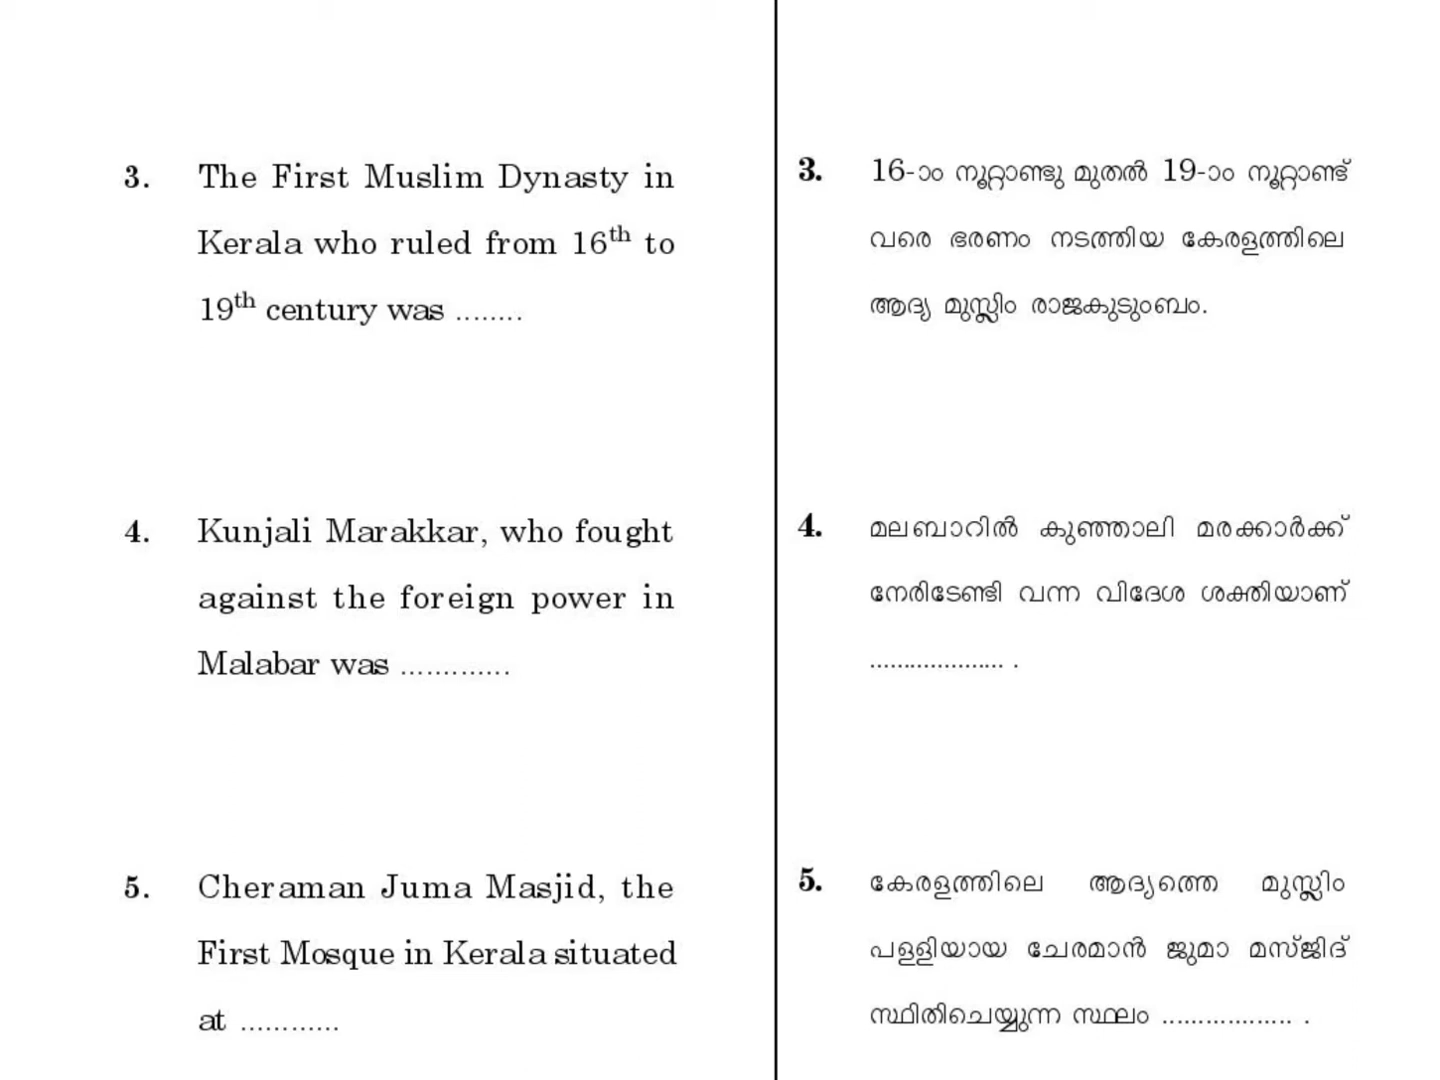 3. The First Muslim Dynasty in
Kerala who ruled from 16th to
19th century was ........
4. Kunjali Marakkar, who fought
against the foreign power in
Malabar was .............
5. Cheraman Juma Masjid, the
First Mosque in Kerala situated
at ............
3. 16-ാം നൂറ്റാണ്ടു മുതൽ 19-ാം നൂറ്റാണ്ട്
വരെ ഭരണം നടത്തിയ കേരളത്തിലെ
ആദ്യ മുസ്ലിം രാജകുടുംബം.
4. മലബാറിൽ കുഞ്ഞാലി മരക്കാർക്ക്
നേരിടേണ്ടി വന്ന വിദേശ ശക്തിയാണ്
.................... .
5. കേരളത്തിലെ ആദ്യത്തെ മുസ്ലിം
പള്ളിയായ ചേരമാൻ ജുമാ മസ്ജിദ്
സ്ഥിതിചെയ്യുന്ന സ്ഥലം .................. .